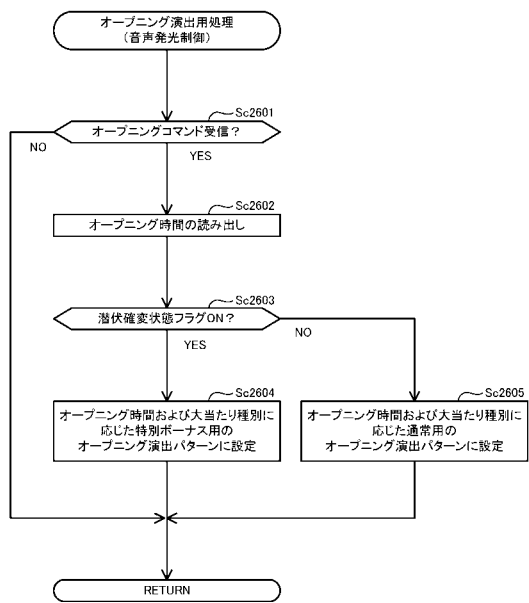 オープニング演出用処理
(音声発光制御)
Sc2601
オープニングコマンド受信？
NO
YES
Sc2602
オープニング時間の読み出し
Sc2603
潜伏確変状態フラグON？
NO
YES
Sc2604
オープニング時間および大当たり種別に
応じた特別ボーナス用の
オープニング演出パターンに設定
Sc2605
オープニング時間および大当たり種別に
応じた通常用の
オープニング演出パターンに設定
RETURN